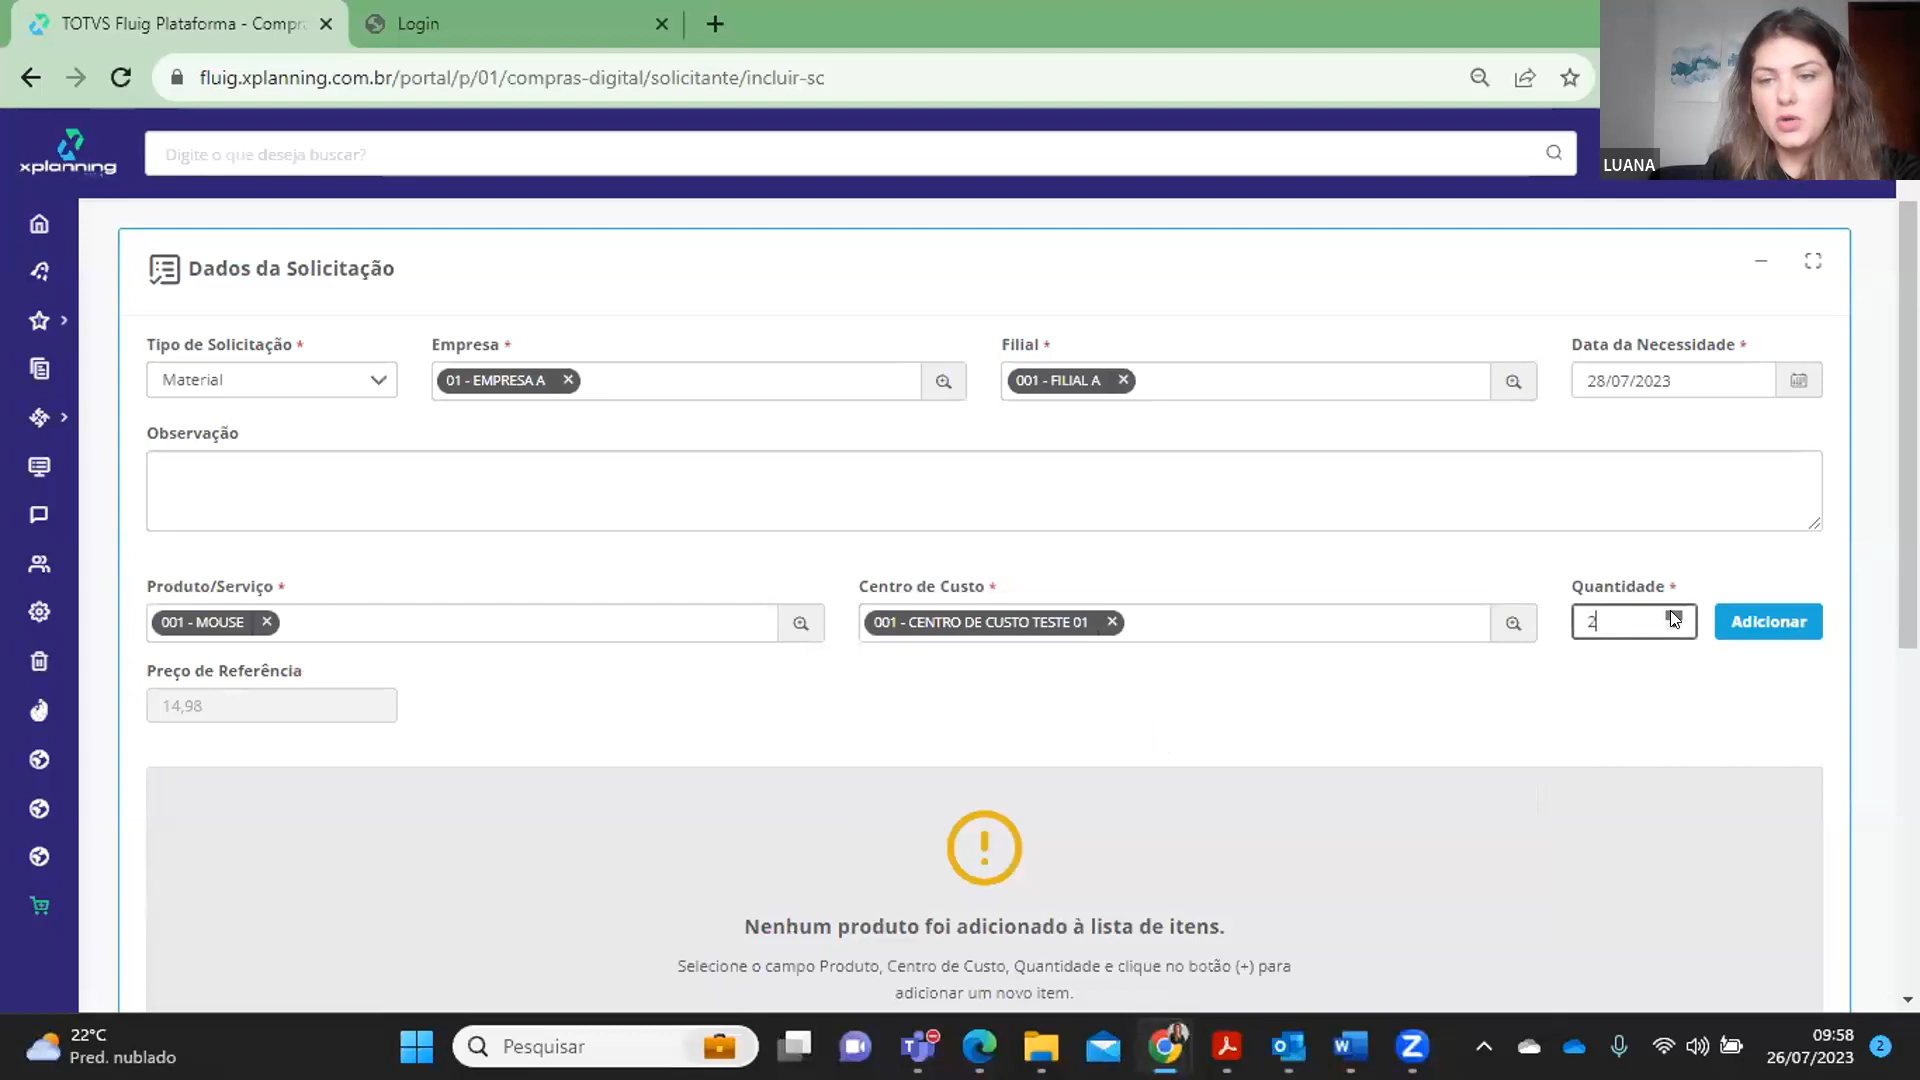 TOTVS Fluig Plataforma - Compr
Login
fluig.xplanning.com.br/portal/p/01/compras-digital/solicitante/incluir-sc
LUANA
xplanning
Digite o que deseja buscar?
Dados da Solicitação
Tipo de Solicitação *
Empresa *
Filial *
Data da Necessidade *
Material
01 - EMPRESA A ×
001 - FILIAL A ×
28/07/2023
Observação
Produto/Serviço *
Centro de Custo *
Quantidade *
001 - MOUSE ×
001 - CENTRO DE CUSTO TESTE 01 ×
2
Adicionar
Preço de Referência
14,98
Nenhum produto foi adicionado à lista de itens.
Selecione o campo Produto, Centro de Custo, Quantidade e clique no botão (+) para
adicionar um novo item.
22°C
Pred. nublado
Pesquisar
09:58
26/07/2023
2